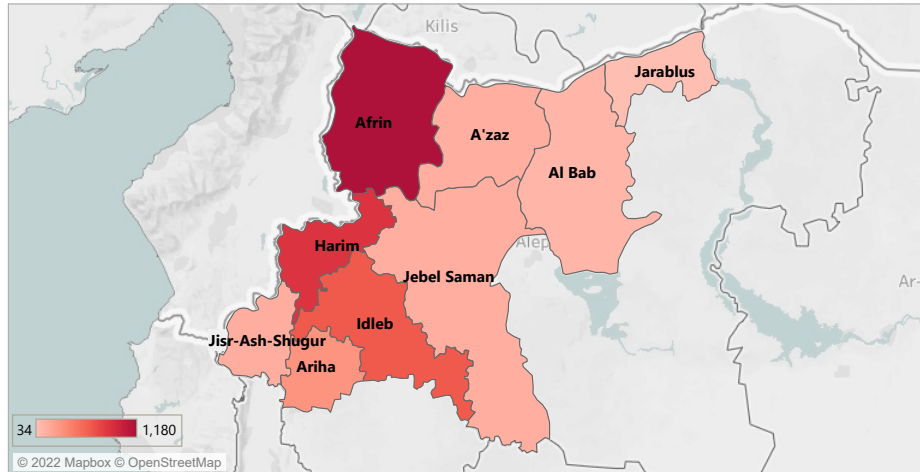 Kilis
Jarablus
Afrin
A'zaz
Al Bab
Harim
Alep
Jebel Saman
Ar-
Idleb
Jisr-Ash-Shugur
Ariha
34
1,180
© 2022 Mapbox © OpenStreetMap